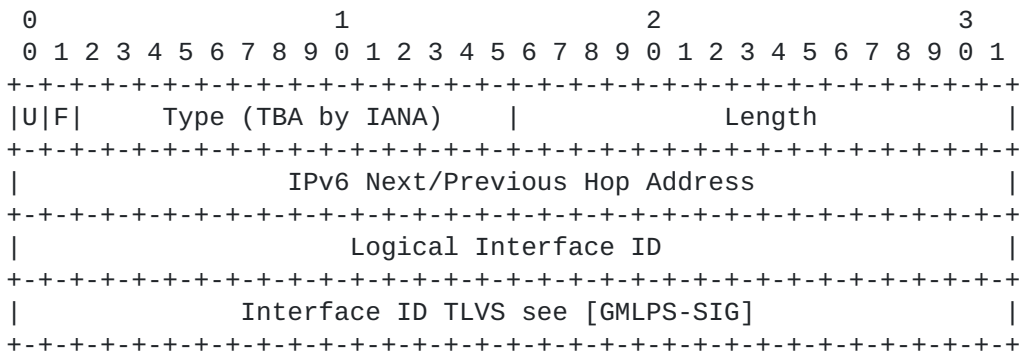 0                   1                   2                   3
 0 1 2 3 4 5 6 7 8 9 0 1 2 3 4 5 6 7 8 9 0 1 2 3 4 5 6 7 8 9 0 1
+-+-+-+-+-+-+-+-+-+-+-+-+-+-+-+-+-+-+-+-+-+-+-+-+-+-+-+-+-+-+-+-+
|U|F|     Type (TBA by IANA)    |             Length            |
+-+-+-+-+-+-+-+-+-+-+-+-+-+-+-+-+-+-+-+-+-+-+-+-+-+-+-+-+-+-+-+-+
|                 IPv6 Next/Previous Hop Address                |
+-+-+-+-+-+-+-+-+-+-+-+-+-+-+-+-+-+-+-+-+-+-+-+-+-+-+-+-+-+-+-+-+
|                     Logical Interface ID                      |
+-+-+-+-+-+-+-+-+-+-+-+-+-+-+-+-+-+-+-+-+-+-+-+-+-+-+-+-+-+-+-+-+
|              Interface ID TLVS see [GMLPS-SIG]                |
+-+-+-+-+-+-+-+-+-+-+-+-+-+-+-+-+-+-+-+-+-+-+-+-+-+-+-+-+-+-+-+-+